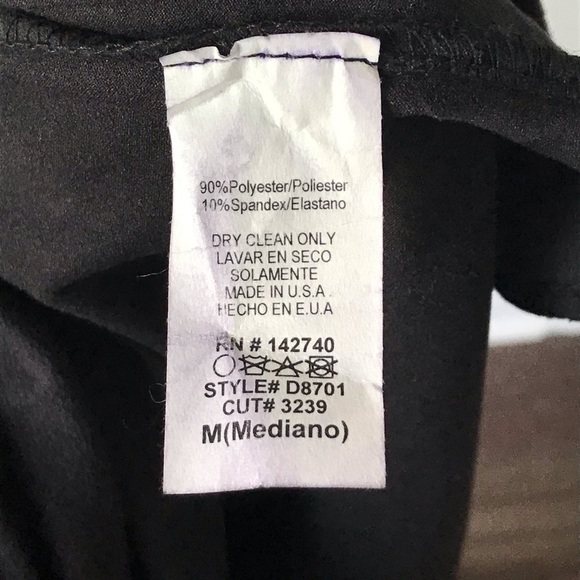 90%Polyester/Poliester
10%Spandex/Elastano
DRY CLEAN ONLY
LAVAR EN SECO
SOLAMENTE
MADE IN U.S.A.
HECHO EN E.U.A
RN # 142740
STYLE# D8701
CUT# 3239
M(Mediano)